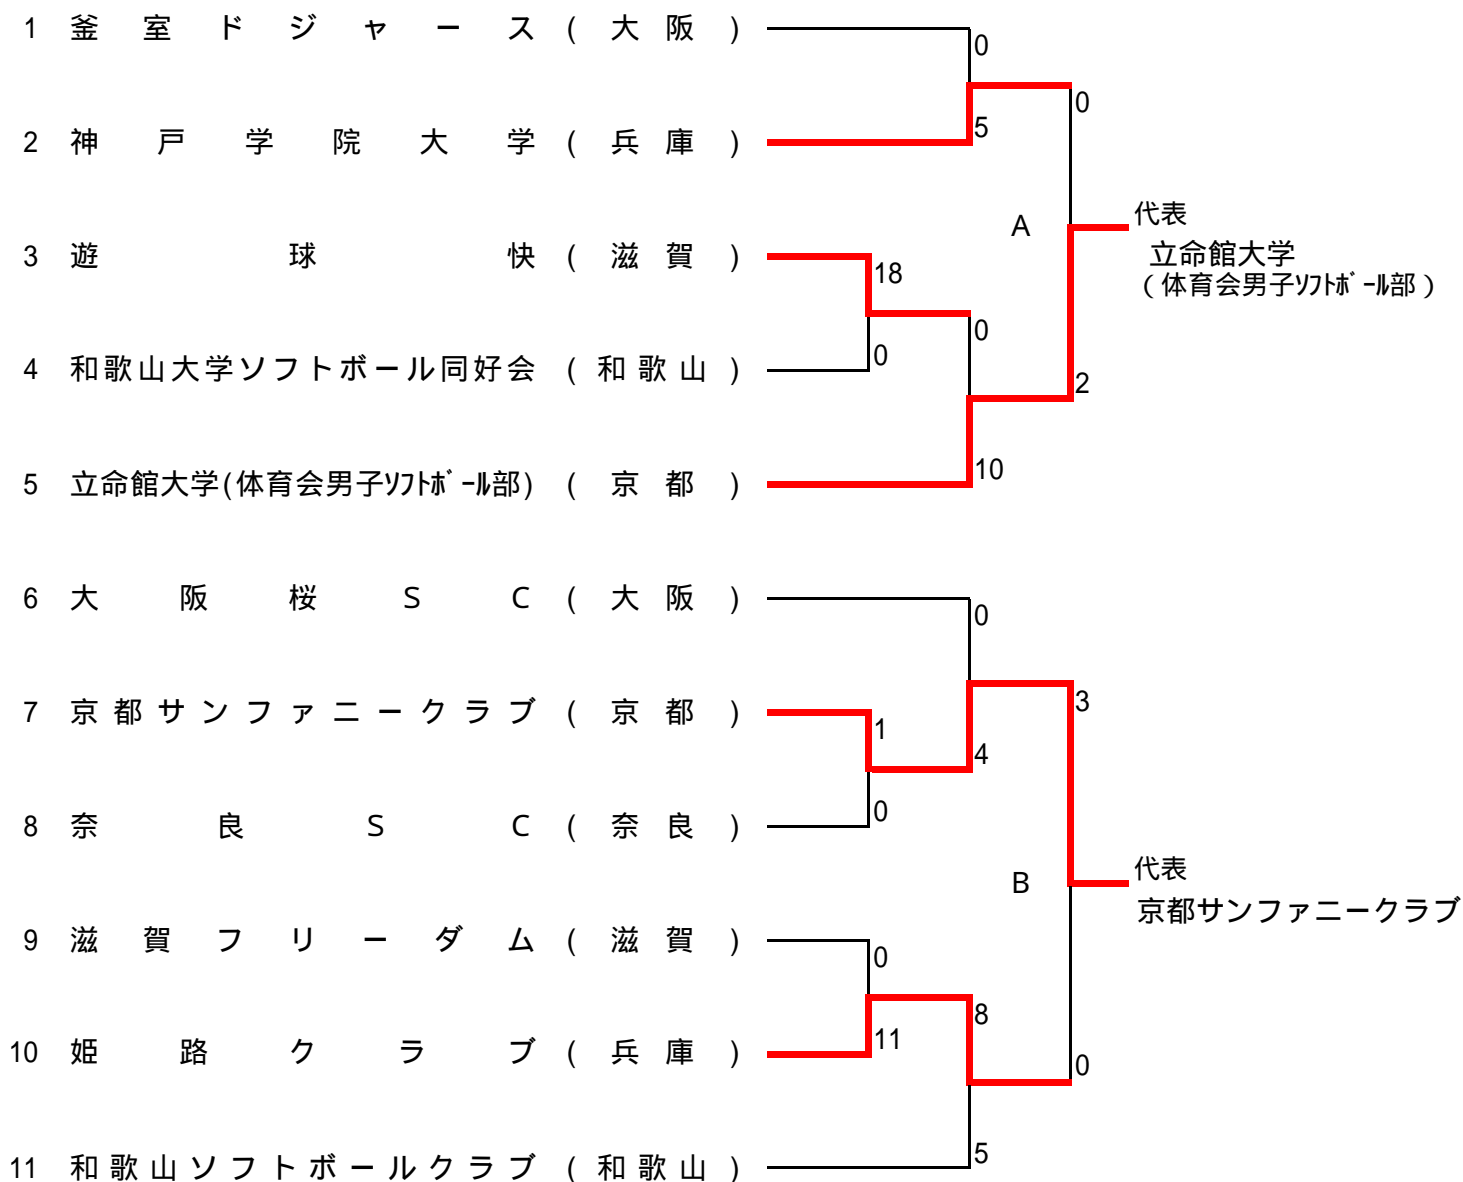 1 釜室ドジャース (大阪)
0
0
2 神戸学院大学 (兵庫)
5
A
代表
立命館大学
(体育会男子ｿﾌﾄﾎﾞｰﾙ部)
3 遊球快 (滋賀)
18
0
4 和歌山大学ソフトボール同好会 (和歌山)
0
2
5 立命館大学(体育会男子ｿﾌﾄﾎﾞｰﾙ部) (京都)
10
6 大阪桜SC (大阪)
0
7 京都サンファニークラブ (京都)
1
4
3
8 奈良SC (奈良)
0
B
代表
京都サンファニークラブ
9 滋賀フリーダム (滋賀)
0
8
10 姫路クラブ (兵庫)
11
0
11 和歌山ソフトボールクラブ (和歌山)
5